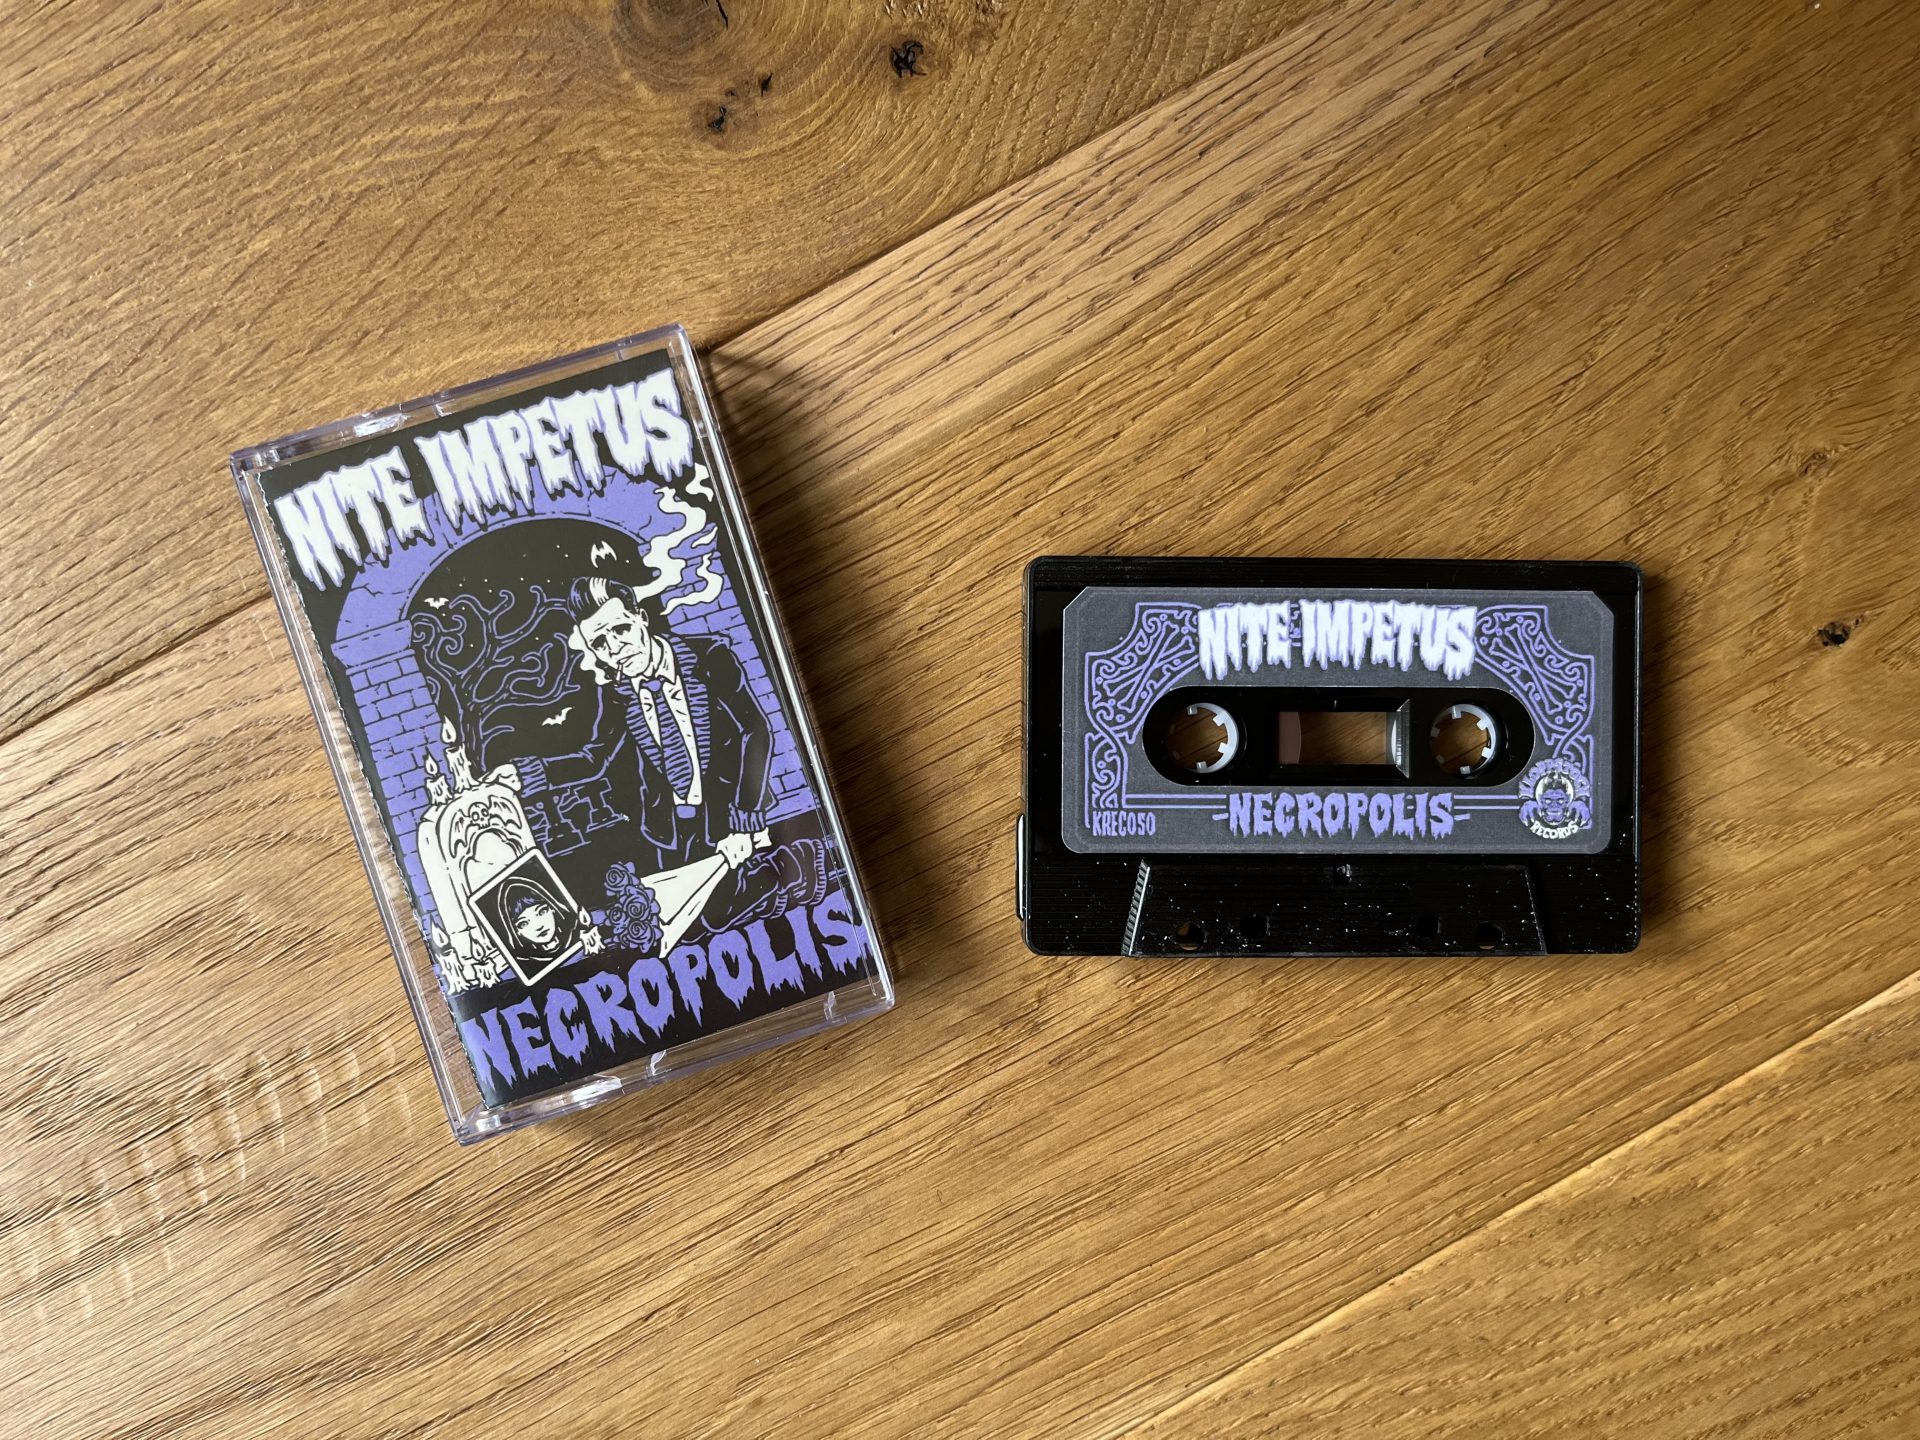 NITE IMPETUS
NECROPOLIS
NITE IMPETUS
KREC050
NECROPOLIS
RECORDS